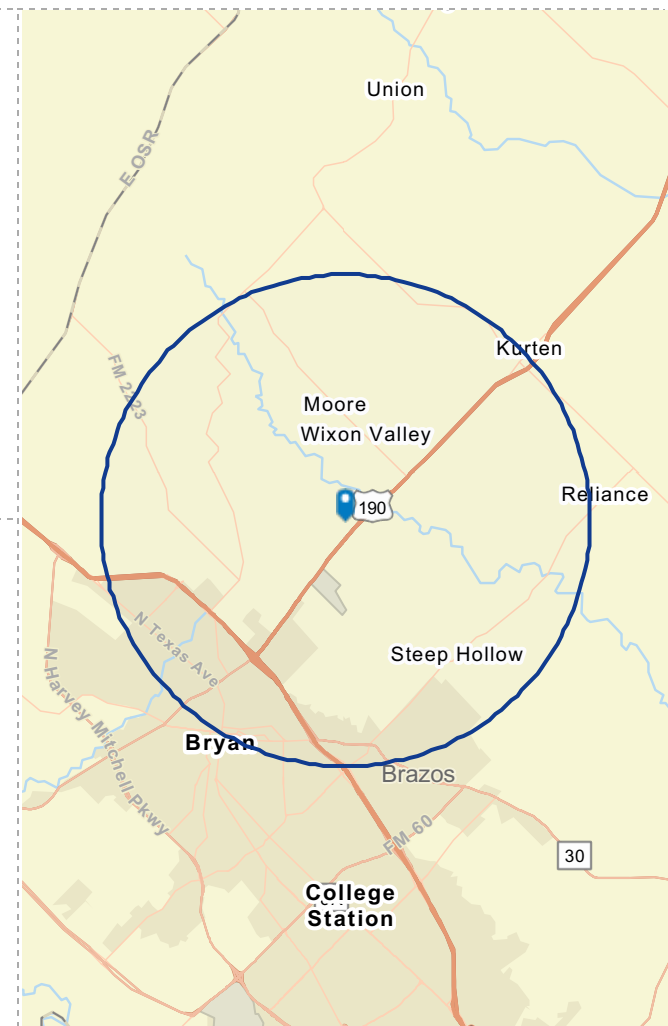 Union
E OSR
Kurten
FM 2223
Moore
Wixon Valley
Reliance
190
N Texas Ave
Steep Hollow
N Harvey Mitchell Pkwy
Bryan
Brazos
FM-60
30
College
Station